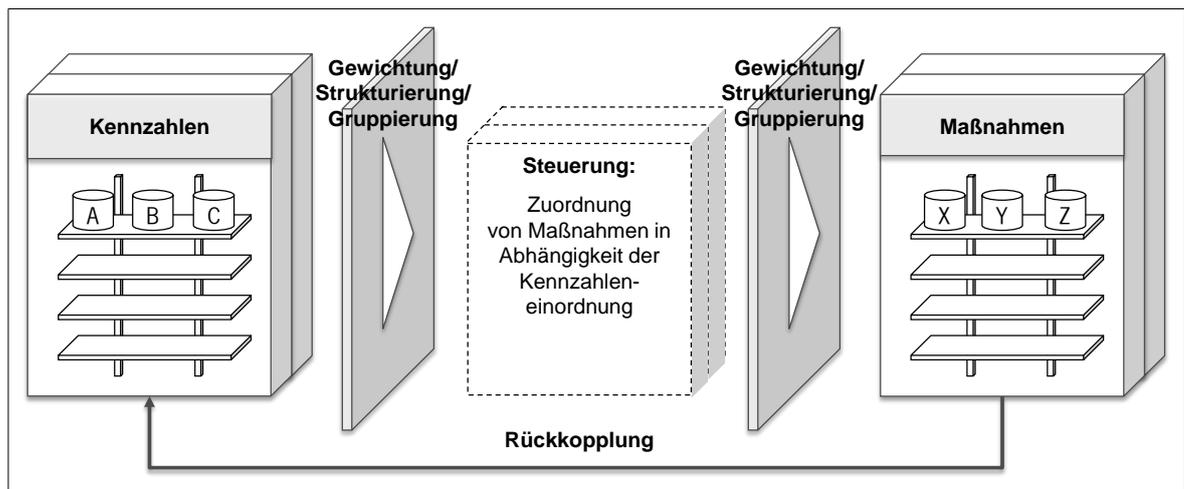 Kennzahlen
A B C
Gewichtung/
Strukturierung/
Gruppierung
Steuerung:
Zuordnung
von Maßnahmen in
Abhängigkeit der
Kennzahlen-
einordnung
Gewichtung/
Strukturierung/
Gruppierung
Maßnahmen
X Y Z
Rückkopplung